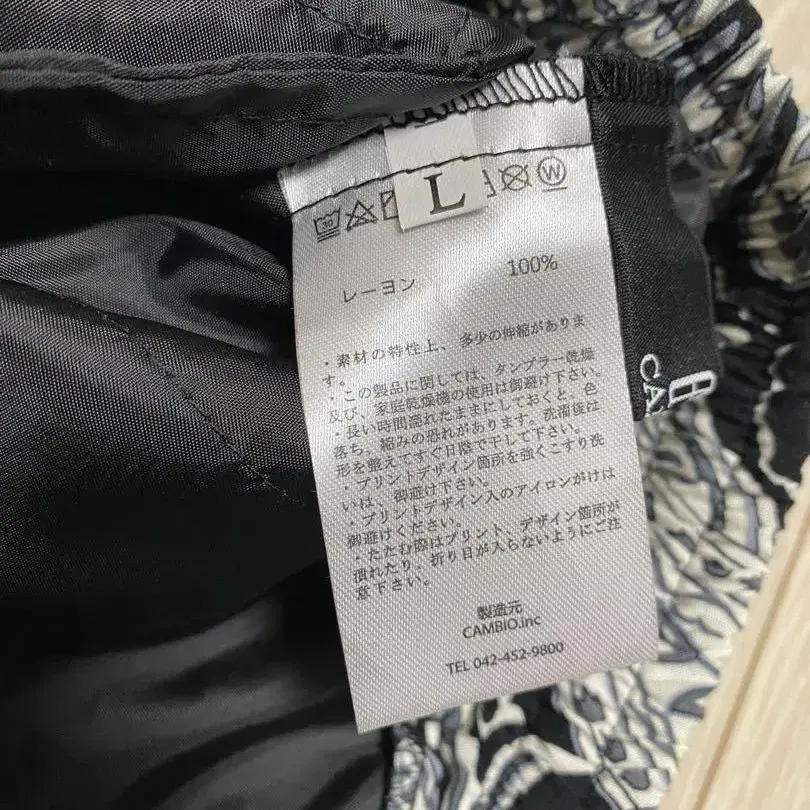 30
L
W
レーヨン 100%
・素材の特性上、多少の伸縮がありま
す。
・この製品に関しては、タンブラー乾燥
及び、家庭乾燥機の使用は御避け下さい。
・長い時間濡れたままにしておくと、色
落ち、縮みの恐れがあります。洗濯後は
形を整えてすぐ日陰で干して下さい。
・プリントデザイン箇所を強くこすり洗
いは、御避け下さい。
・プリントデザイン入のアイロンがけは
御避けください。
・たたむ際はプリント、デザイン箇所が
潰れたり、折り目が入らないようにご注
意下さい。
製造元
CAMBIO.inc
TEL 042-452-9800
CA